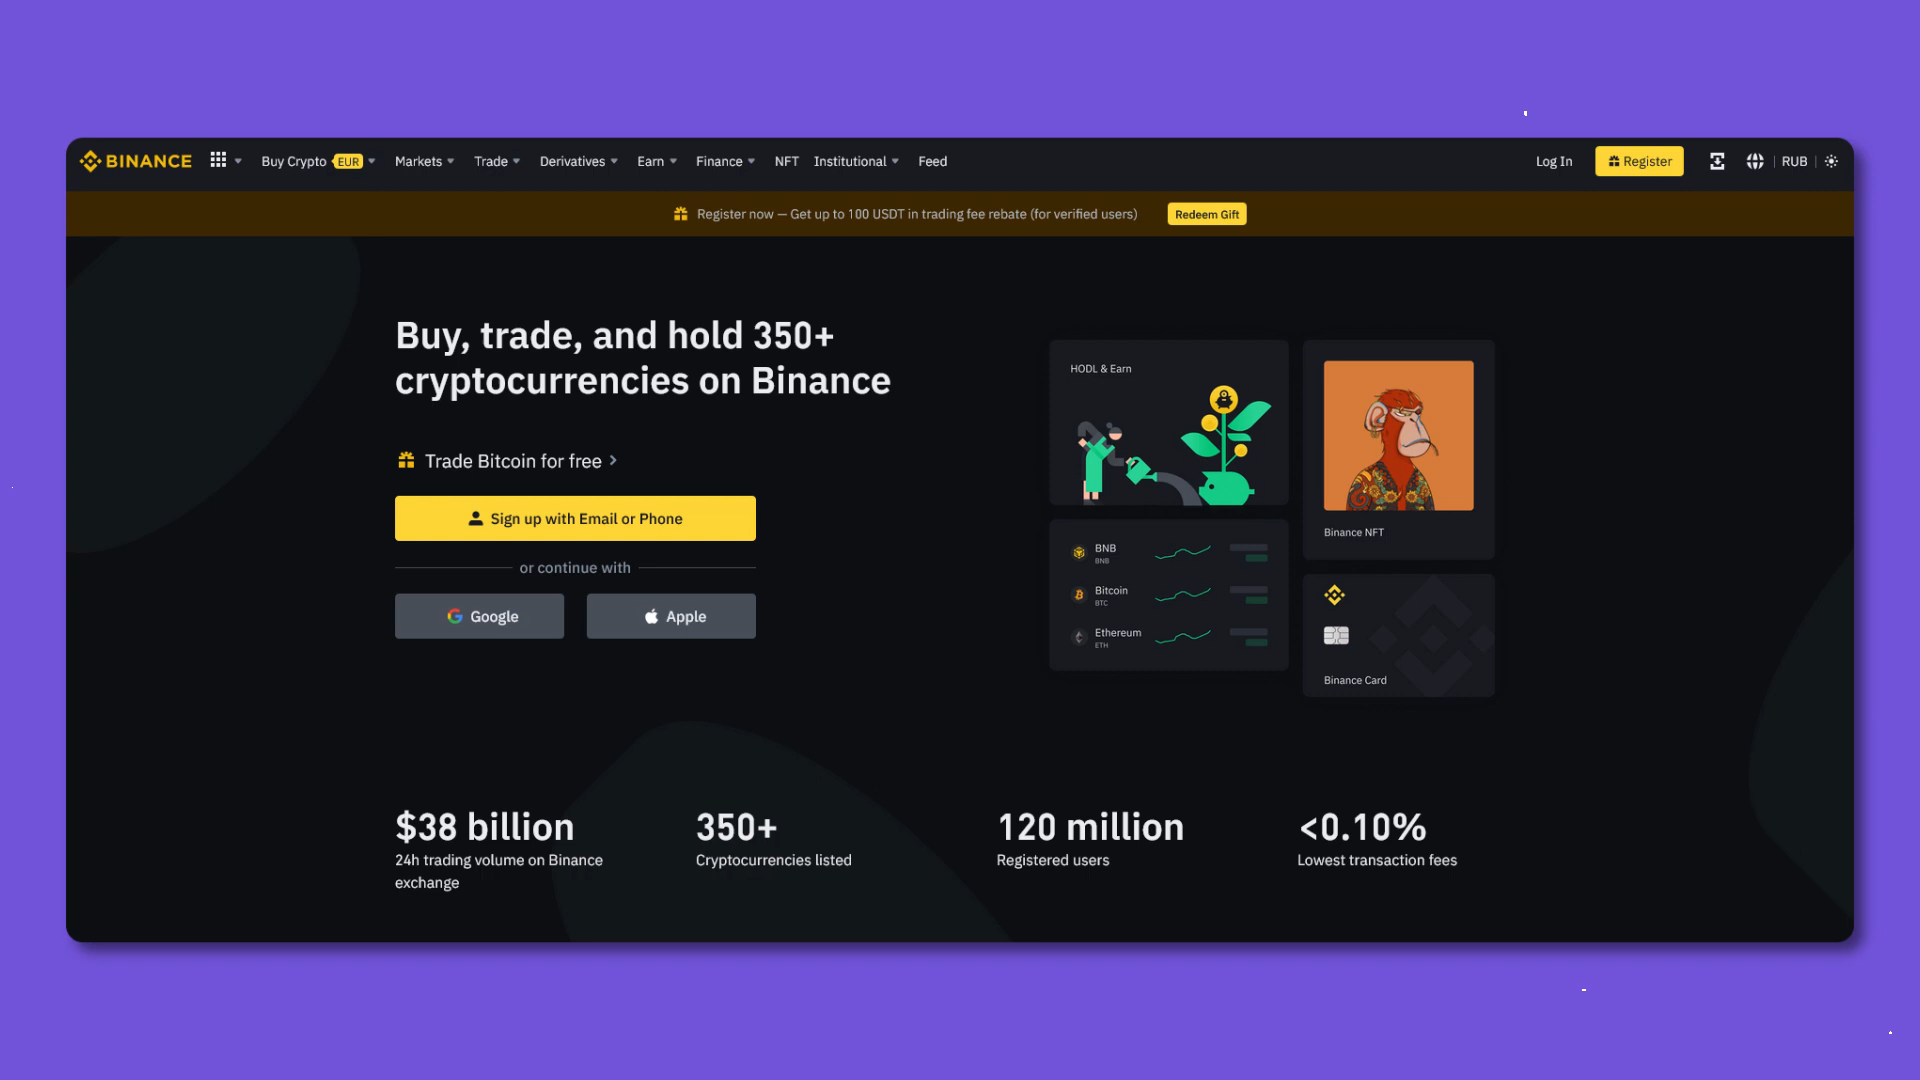 BINANCE
Buy Crypto EUR
Markets
Trade
Derivatives
Earn
Finance
NFT
Institutional
Feed
Log In
Register
RUB
Register now — Get up to 100 USDT in trading fee rebate (for verified users)
Redeem Gift
Buy, trade, and hold 350+
cryptocurrencies on Binance
Trade Bitcoin for free
Sign up with Email or Phone
or continue with
Google
Apple
HODL & Earn
BNB
BNB
Bitcoin
BTC
Ethereum
ETH
Binance NFT
Binance Card
$38 billion
24h trading volume on Binance
exchange
350+
Cryptocurrencies listed
120 million
Registered users
<0.10%
Lowest transaction fees